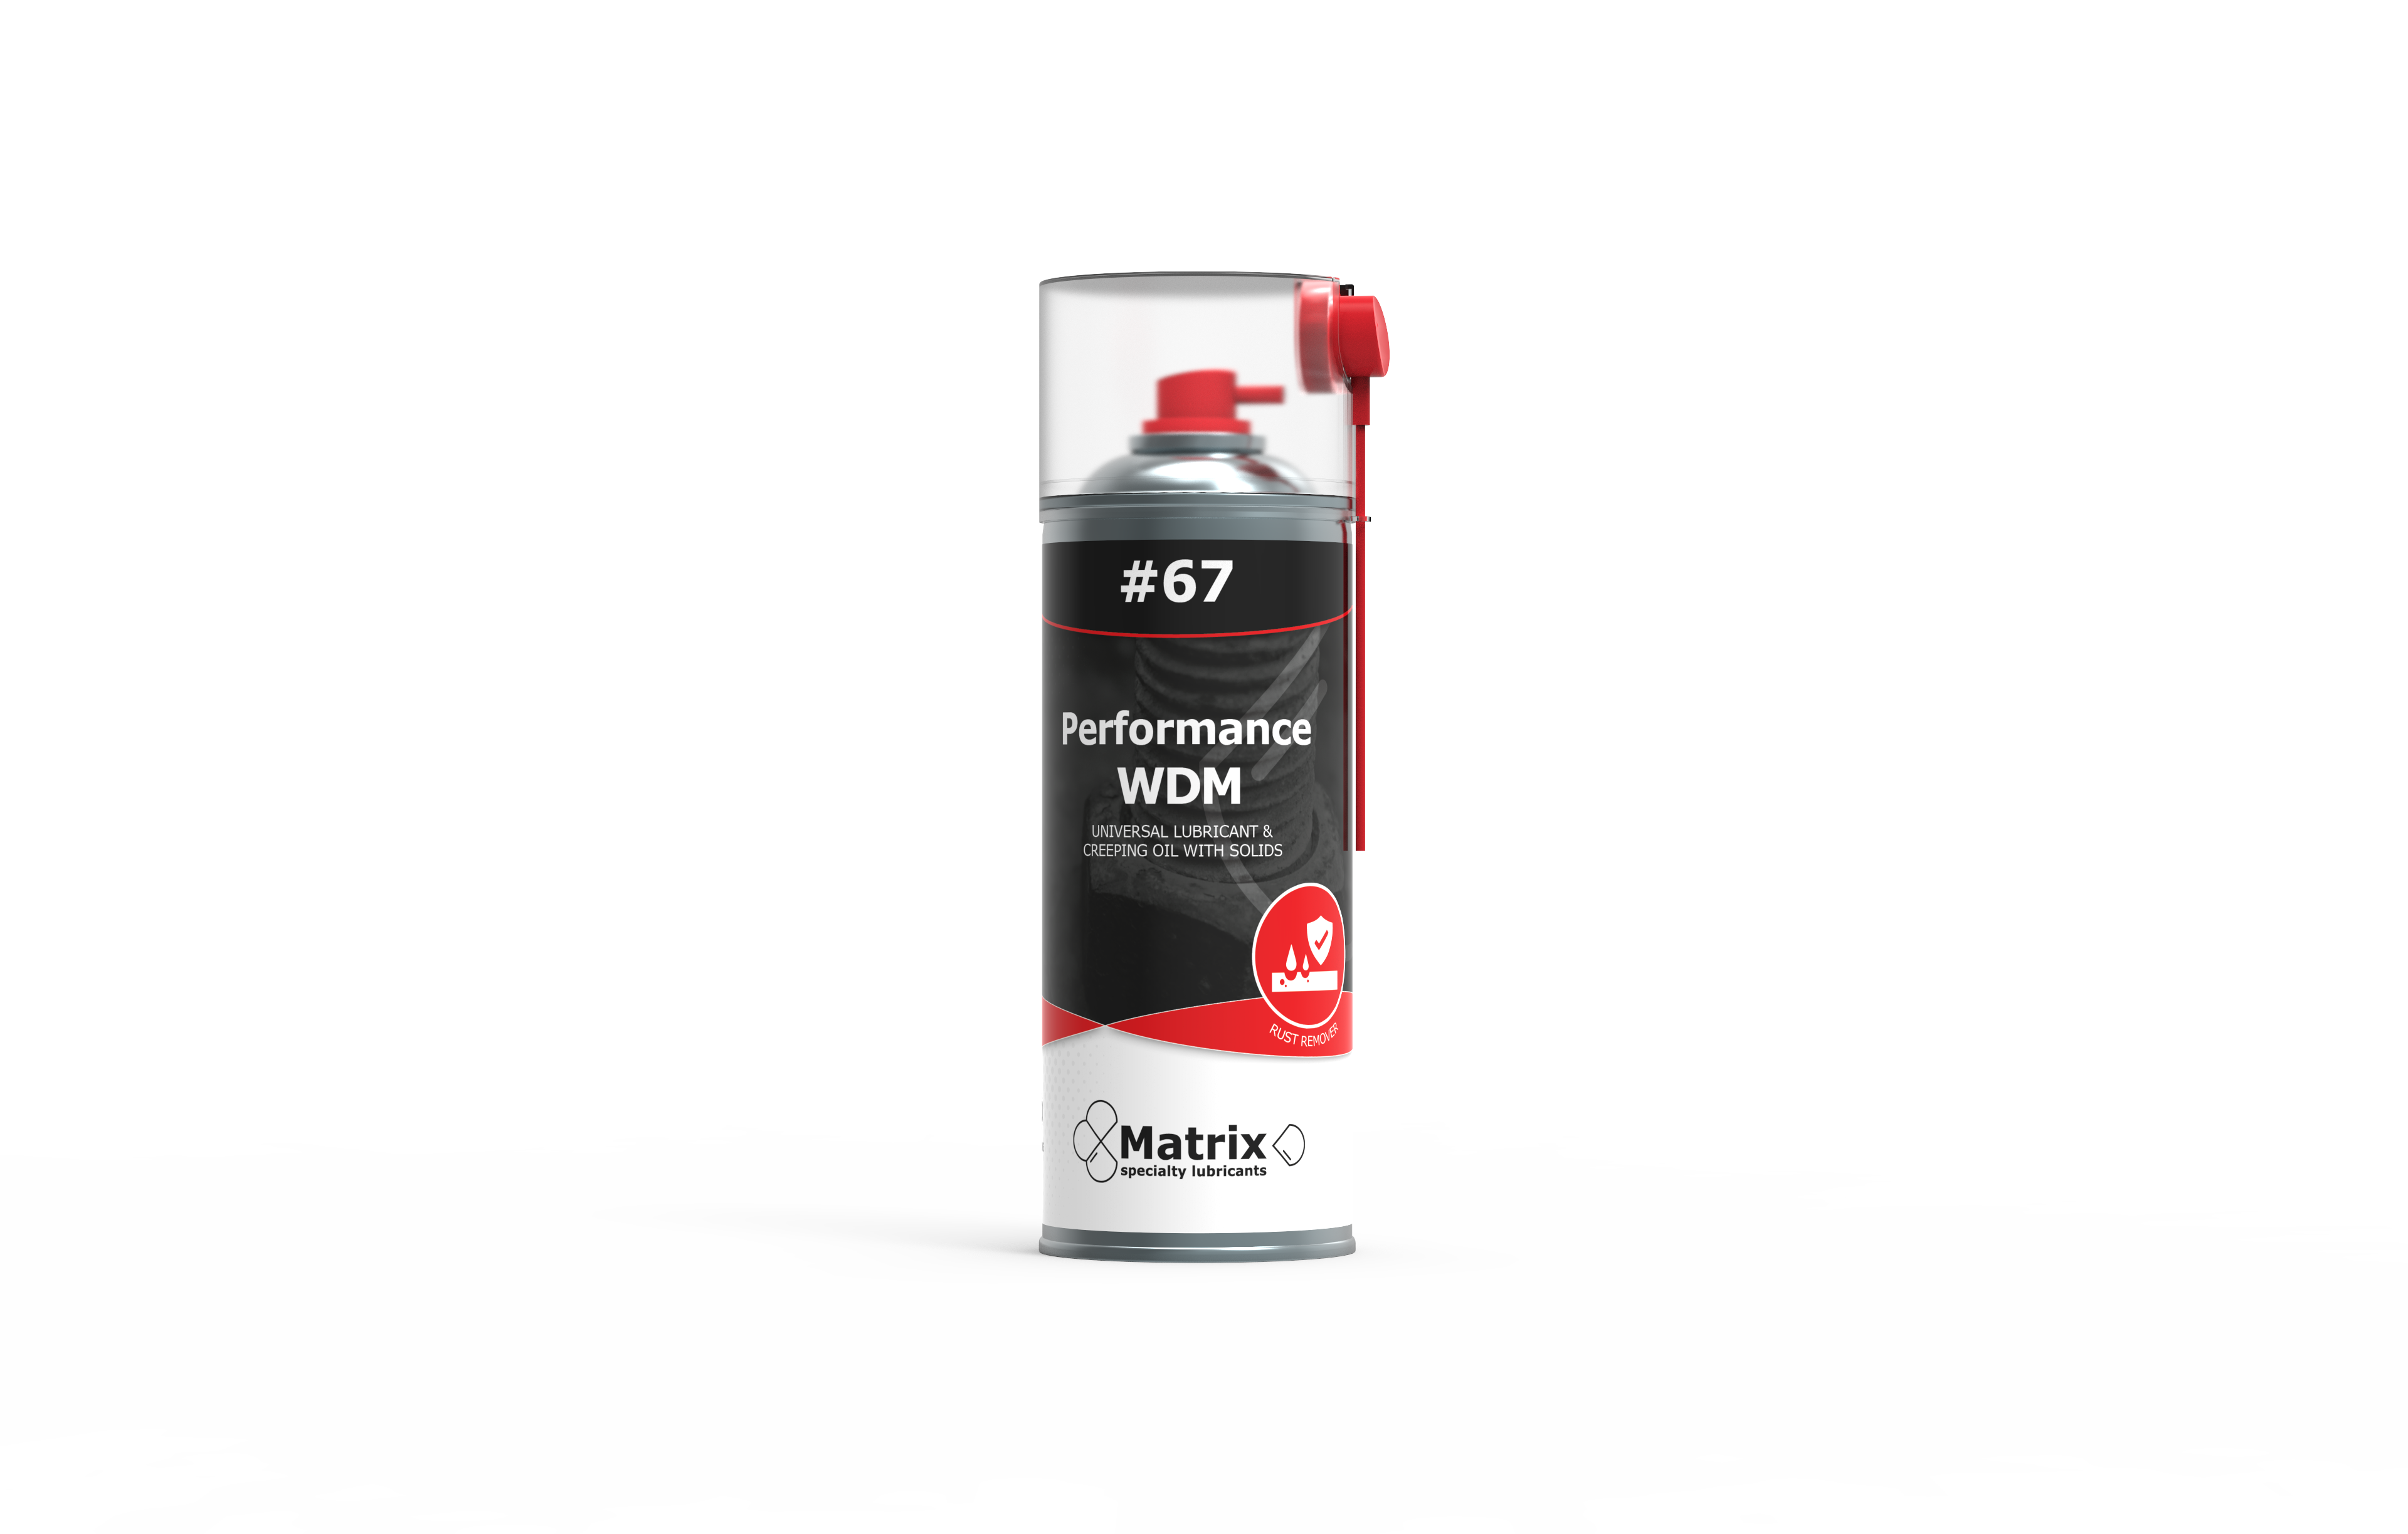 #67
Performance
WDM
UNIVERSAL LUBRICANT &
CREEPING OIL WITH SOLIDS
RUST REMOVER
Matrix
specialty lubricants